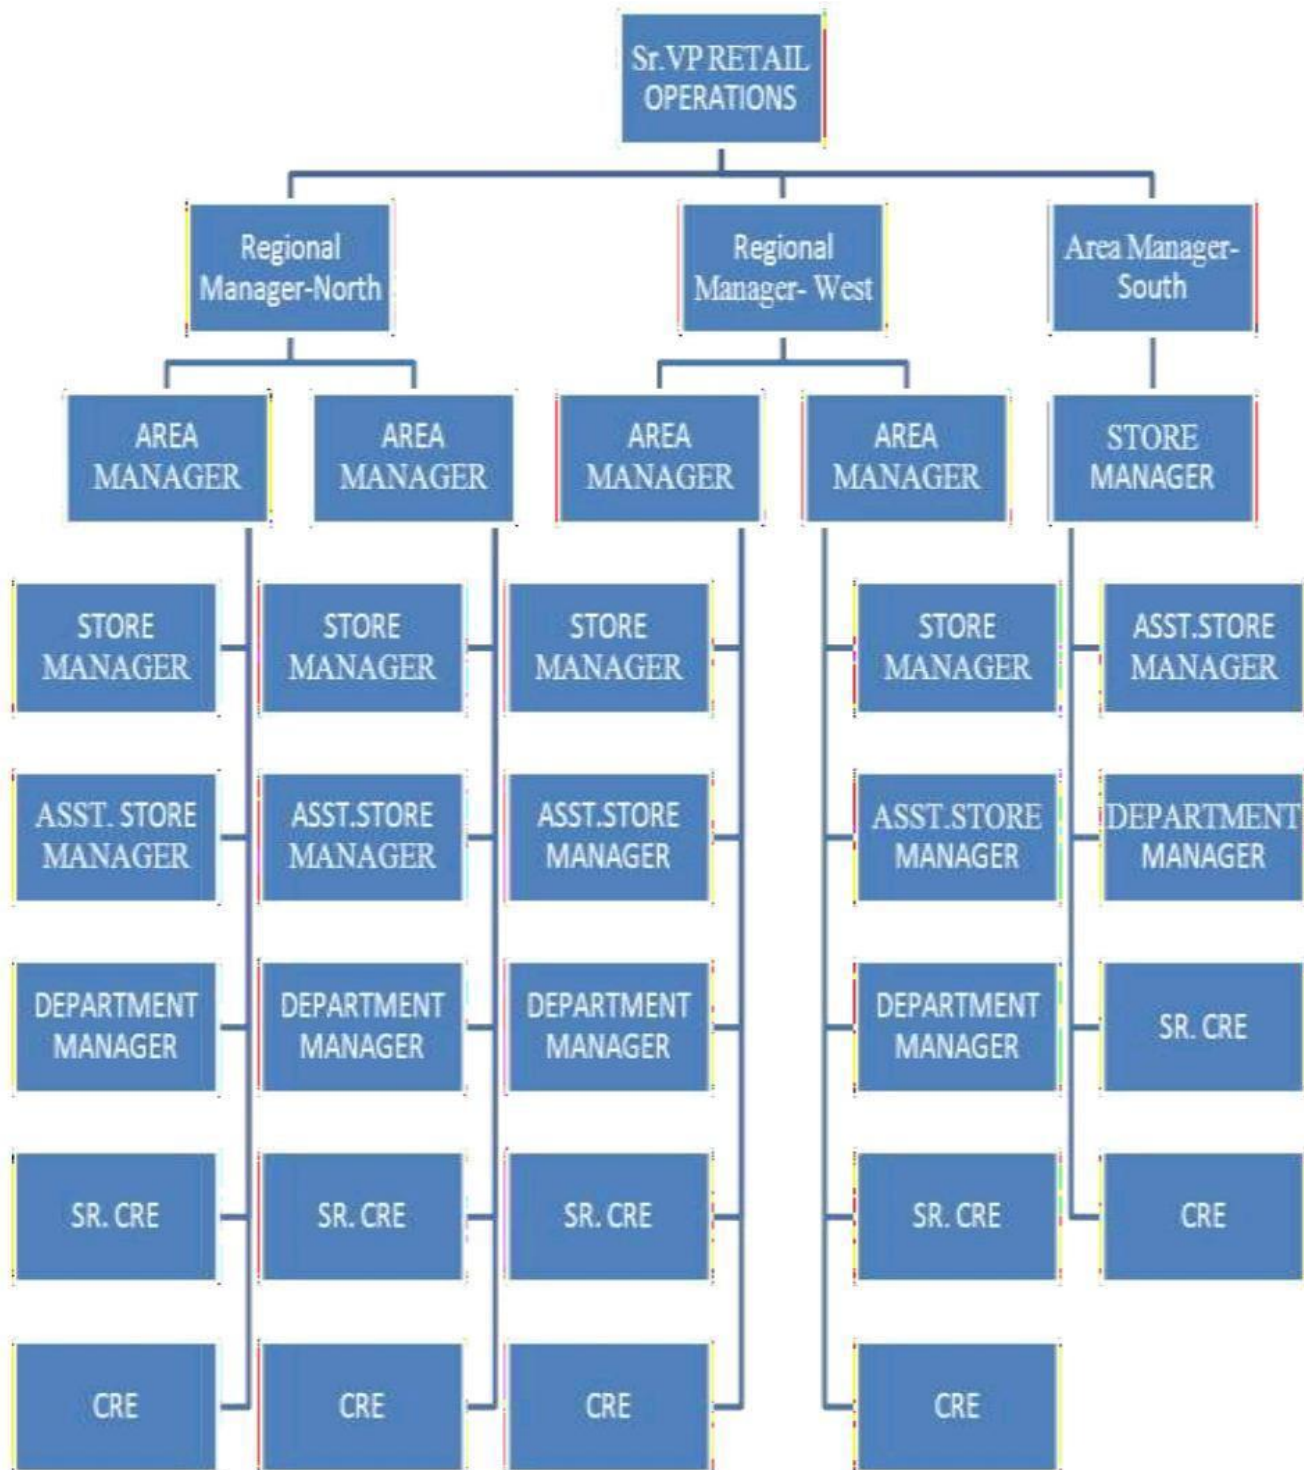 Sr.VP RETAIL
OPERATIONS
Regional
Manager-North
Regional
Manager- West
Area Manager-
South
AREA
MANAGER
AREA
MANAGER
AREA
MANAGER
AREA
MANAGER
STORE
MANAGER
STORE
MANAGER
STORE
MANAGER
STORE
MANAGER
STORE
MANAGER
ASST.STORE
MANAGER
ASST. STORE
MANAGER
ASST.STORE
MANAGER
ASST.STORE
MANAGER
ASST.STORE
MANAGER
DEPARTMENT
MANAGER
DEPARTMENT
MANAGER
DEPARTMENT
MANAGER
DEPARTMENT
MANAGER
DEPARTMENT
MANAGER
SR. CRE
SR. CRE
SR. CRE
SR. CRE
SR. CRE
CRE
CRE
CRE
CRE
CRE